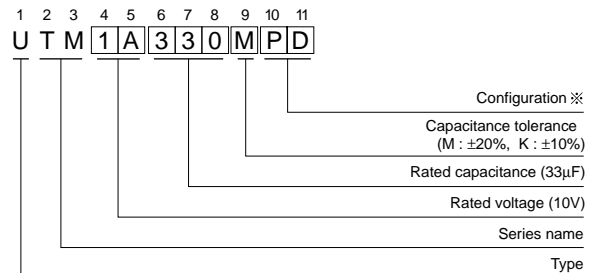 1 2 3 4 5 6 7 8 9 10 11
U T M 1 A 3 3 0 M P D
Configuration ※
Capacitance tolerance
(M : ±20%, K : ±10%)
Rated capacitance (33µF)
Rated voltage (10V)
Series name
Type